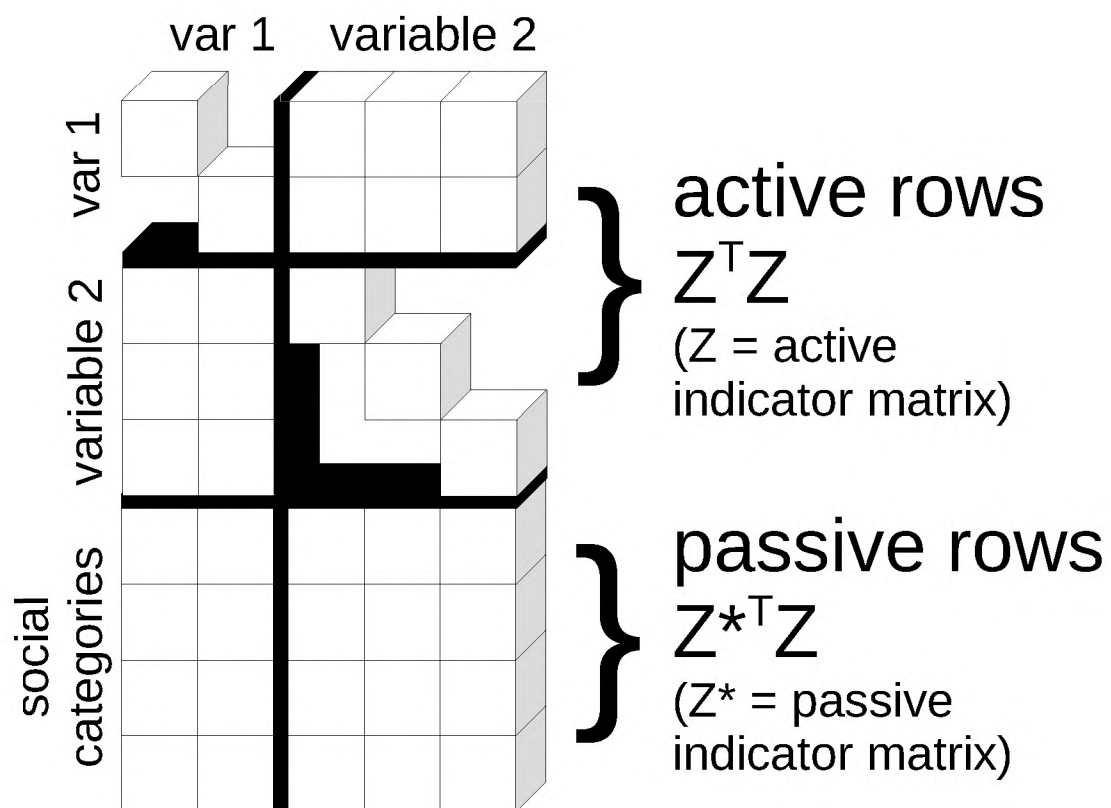 var 1
variable 2
var 1
variable 2
social
categories
active rows
ZᵀZ
(Z = active
indicator matrix)
passive rows
Z*ᵀZ
(Z* = passive
indicator matrix)